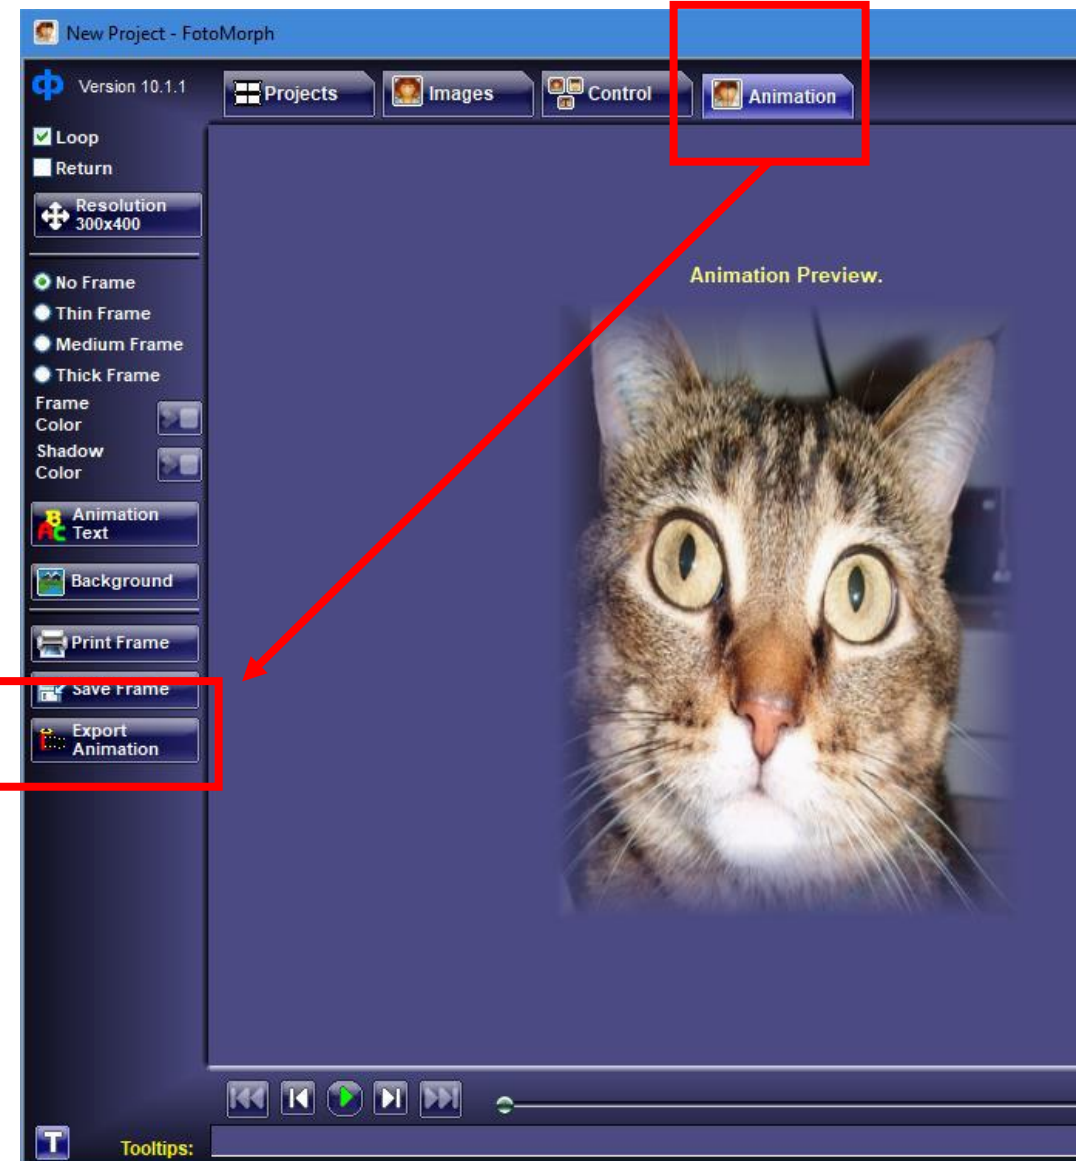 New Project - FotoMorph
Version 10.1.1
Projects
Images
Control
Animation
Loop
Return
Resolution
300x400
No Frame
Thin Frame
Medium Frame
Thick Frame
Frame
Color
Shadow
Color
Animation
Text
Background
Print Frame
Save Frame
Export
Animation
Animation Preview.
T
Tooltips: